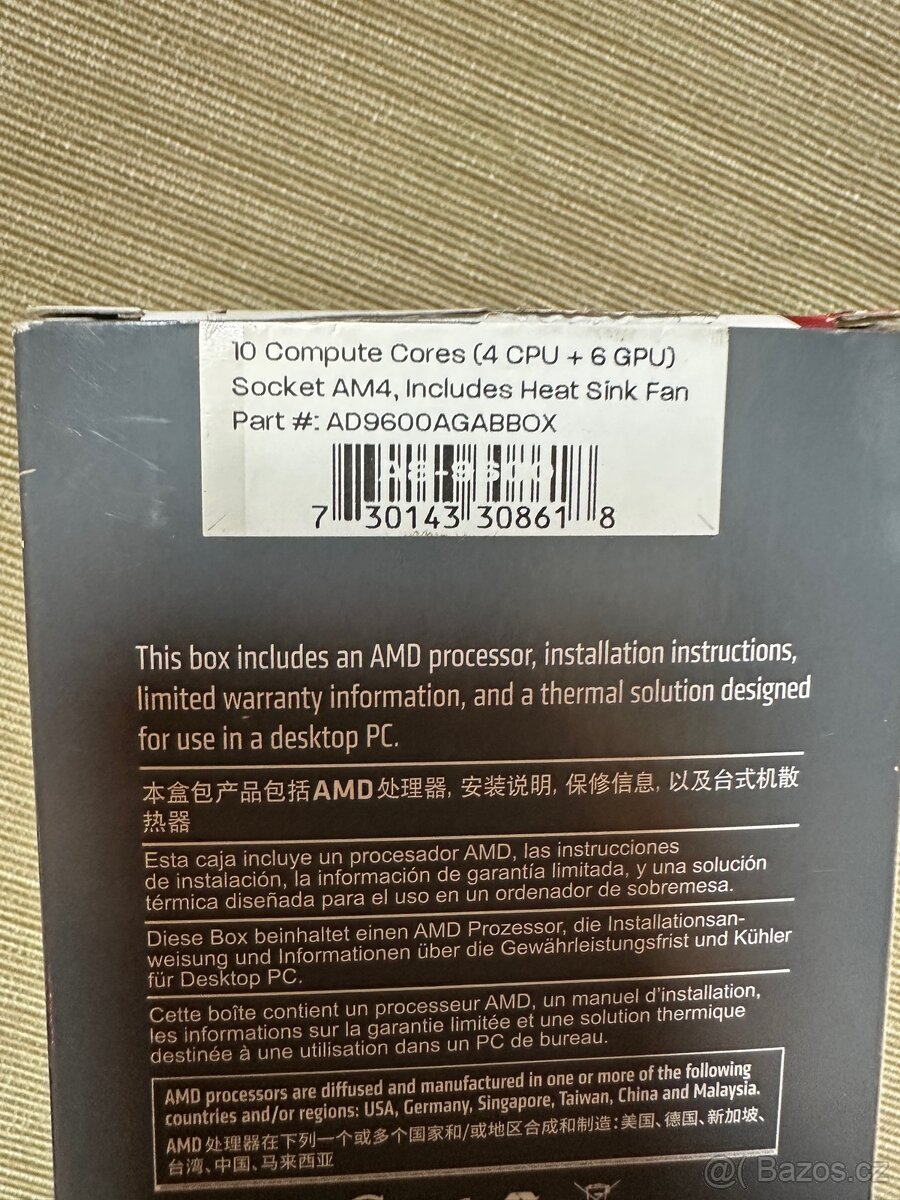 10 Compute Cores (4 CPU + 6 GPU)
Socket AM4, Includes Heat Sink Fan
Part #: AD9600AGABBOX
A8-9600
7 30143 30861 8
This box includes an AMD processor, installation instructions,
limited warranty information, and a thermal solution designed
for use in a desktop PC.
本盒包产品包括AMD处理器, 安装说明, 保修信息, 以及台式机散
热器
Esta caja incluye un procesador AMD, las instrucciones
de instalación, la información de garantía limitada, y una solución
térmica diseñada para el uso en un ordenador de sobremesa.
Diese Box beinhaltet einen AMD Prozessor, die Installationsan-
weisung und Informationen über die Gewährleistungsfrist und Kühler
für Desktop PC.
Cette boîte contient un processeur AMD, un manuel d'installation,
les informations sur la garantie limitée et une solution thermique
destinée à une utilisation dans un PC de bureau.
AMD processors are diffused and manufactured in one or more of the following
countries and/or regions: USA, Germany, Singapore, Taiwan, China and Malaysia.
AMD处理器在下列一个或多个国家和/或地区合成和制造：美国、德国、新加坡、
台湾、中国、马来西亚
@( Bazos.cz